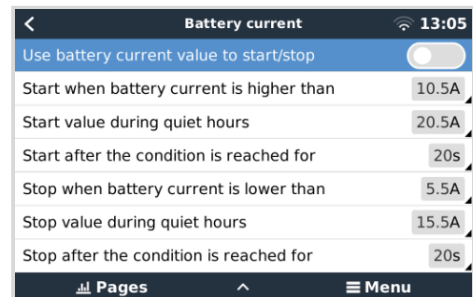 Battery current 13:05
Use battery current value to start/stop
Start when battery current is higher than 10.5A
Start value during quiet hours 20.5A
Start after the condition is reached for 20s
Stop when battery current is lower than 5.5A
Stop value during quiet hours 15.5A
Stop after the condition is reached for 20s
Pages Menu